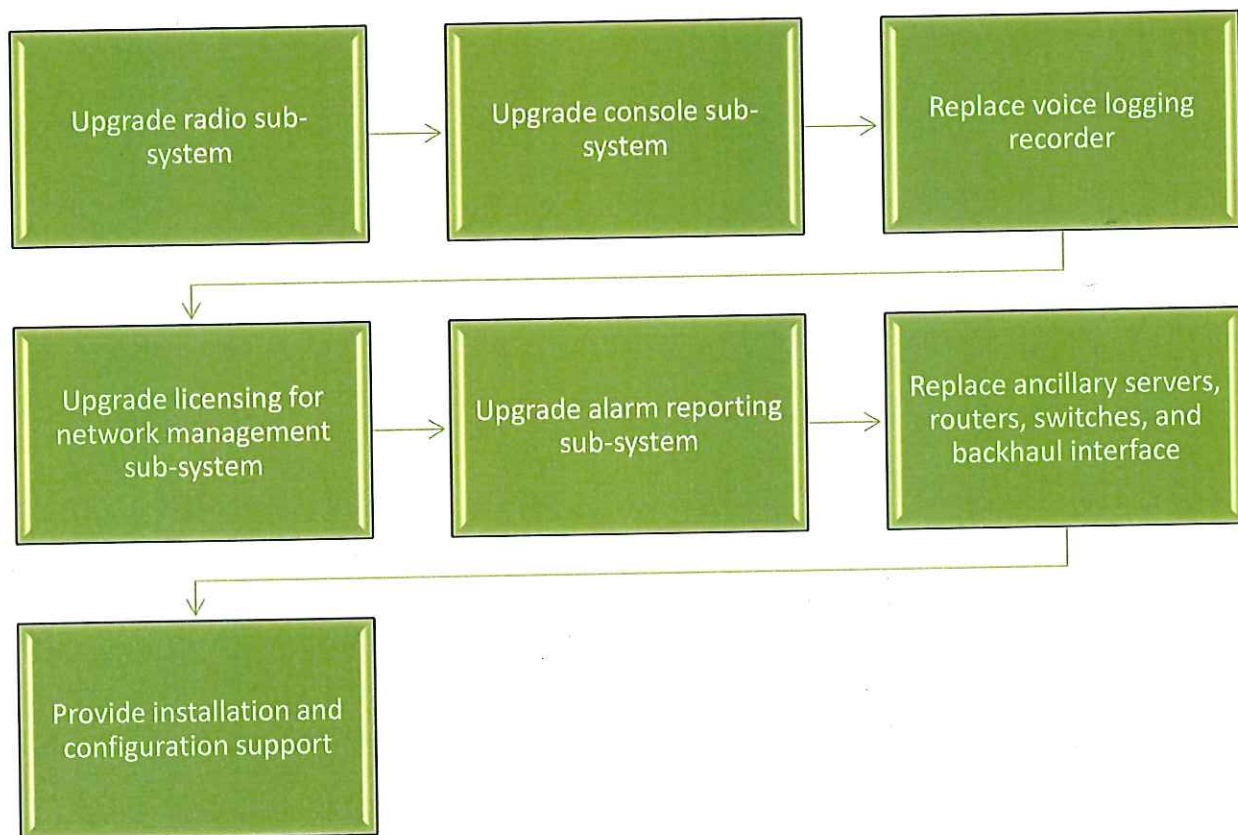 Upgrade radio sub-
system
Upgrade console sub-
system
Replace voice logging
recorder
Upgrade licensing for
network management
sub-system
Upgrade alarm reporting
sub-system
Replace ancillary servers,
routers, switches, and
backhaul interface
Provide installation and
configuration support